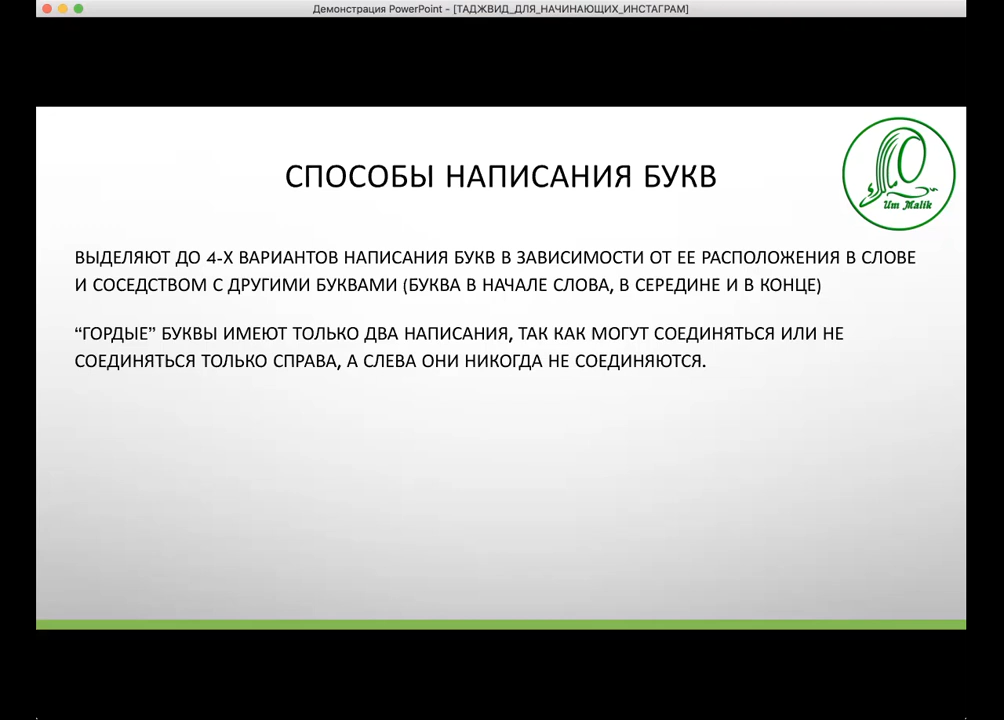 Демонстрация PowerPoint - [ТАДЖВИД_ДЛЯ_НАЧИНАЮЩИХ_ИНСТАГРАМ]
СПОСОБЫ НАПИСАНИЯ БУКВ
Um Malik
ВЫДЕЛЯЮТ ДО 4-Х ВАРИАНТОВ НАПИСАНИЯ БУКВ В ЗАВИСИМОСТИ ОТ ЕЕ РАСПОЛОЖЕНИЯ В СЛОВЕ
И СОСЕДСТВОМ С ДРУГИМИ БУКВАМИ (БУКВА В НАЧАЛЕ СЛОВА, В СЕРЕДИНЕ И В КОНЦЕ)
“ГОРДЫЕ” БУКВЫ ИМЕЮТ ТОЛЬКО ДВА НАПИСАНИЯ, ТАК КАК МОГУТ СОЕДИНЯТЬСЯ ИЛИ НЕ
СОЕДИНЯТЬСЯ ТОЛЬКО СПРАВА, А СЛЕВА ОНИ НИКОГДА НЕ СОЕДИНЯЮТСЯ.